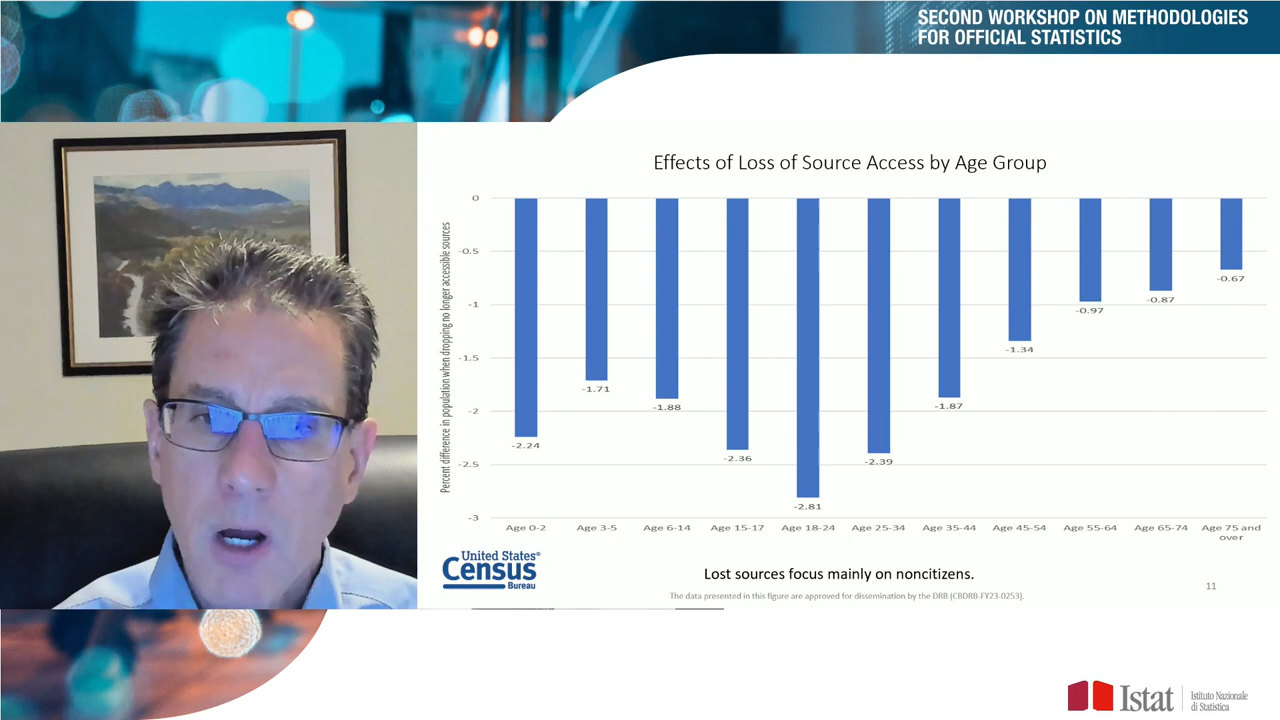 SECOND WORKSHOP ON METHODOLOGIES
FOR OFFICIAL STATISTICS
Effects of Loss of Source Access by Age Group
Percent difference in population when dropping no longer accessible sources
0
-0.5
-1
-1.5
-2
-2.5
-3
-2.24
-1.71
-1.88
-2.36
-2.81
-2.39
-1.87
-1.34
-0.97
-0.87
-0.67
Age 0-2
Age 3-5
Age 6-14
Age 15-17
Age 18-24
Age 25-34
Age 35-44
Age 45-54
Age 55-64
Age 65-74
Age 75 and
over
United States®
Census
Bureau
Lost sources focus mainly on noncitizens.
11
The data presented in this figure are approved for dissemination by the DRB (CBDRB-FY23-0253).
Istat
Istituto Nazionale
di Statistica